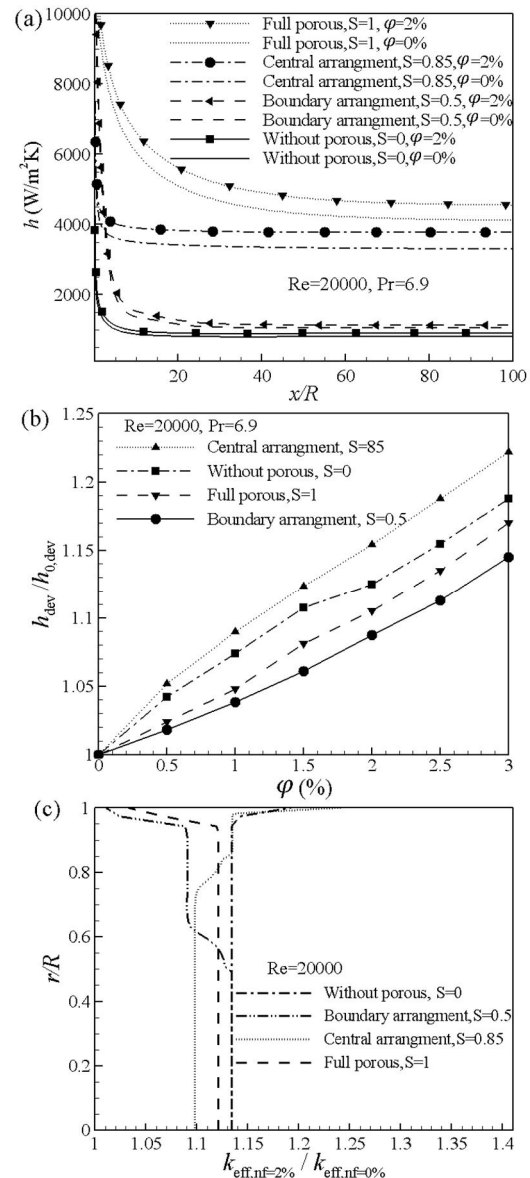 (a)
10000
8000
6000
4000
2000
h (W/m²K)
Full porous,S=1, φ=2%
Full porous,S=1, φ=0%
Central arrangment,S=0.85,φ=2%
Central arrangment,S=0.85,φ=0%
Boundary arrangment,S=0.5,φ=2%
Boundary arrangment,S=0.5,φ=0%
Without porous,S=0,φ=2%
Without porous,S=0,φ=0%
Re=20000, Pr=6.9
20 40 60 80 100
x/R
(b)
1.25
1.2
1.15
1.1
1.05
1
h_dev / h_0,dev
Re=20000, Pr=6.9
Central arrangment, S=85
Without porous, S=0
Full porous,S=1
Boundary arrangment, S=0.5
0 0.5 1 1.5 2 2.5 3
φ (%)
(c)
1
0.8
0.6
0.4
0.2
0
r/R
Re=20000
Without porous, S=0
Boundary arrangment,S=0.5
Central arrangment,S=0.85
Full porous,S=1
1 1.05 1.1 1.15 1.2 1.25 1.3 1.35 1.4
k_eff,nf=2% / k_eff,nf=0%